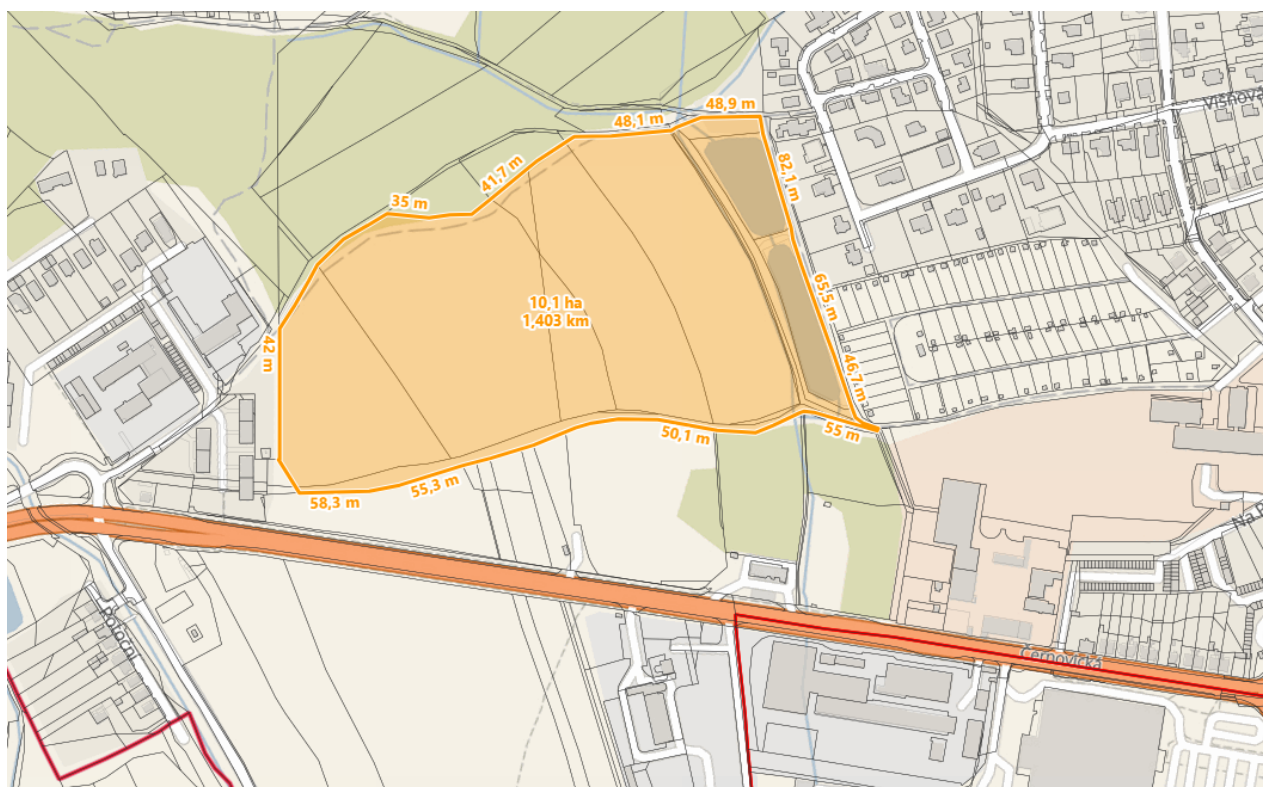 48,9 m
Višňová
48,1 m
41,7 m
82,1 m
35 m
10,1 ha
1,403 km
65,5 m
42 m
46,7 m
50,1 m
55 m
55,3 m
58,3 m
Na P
Potoční
Černovická